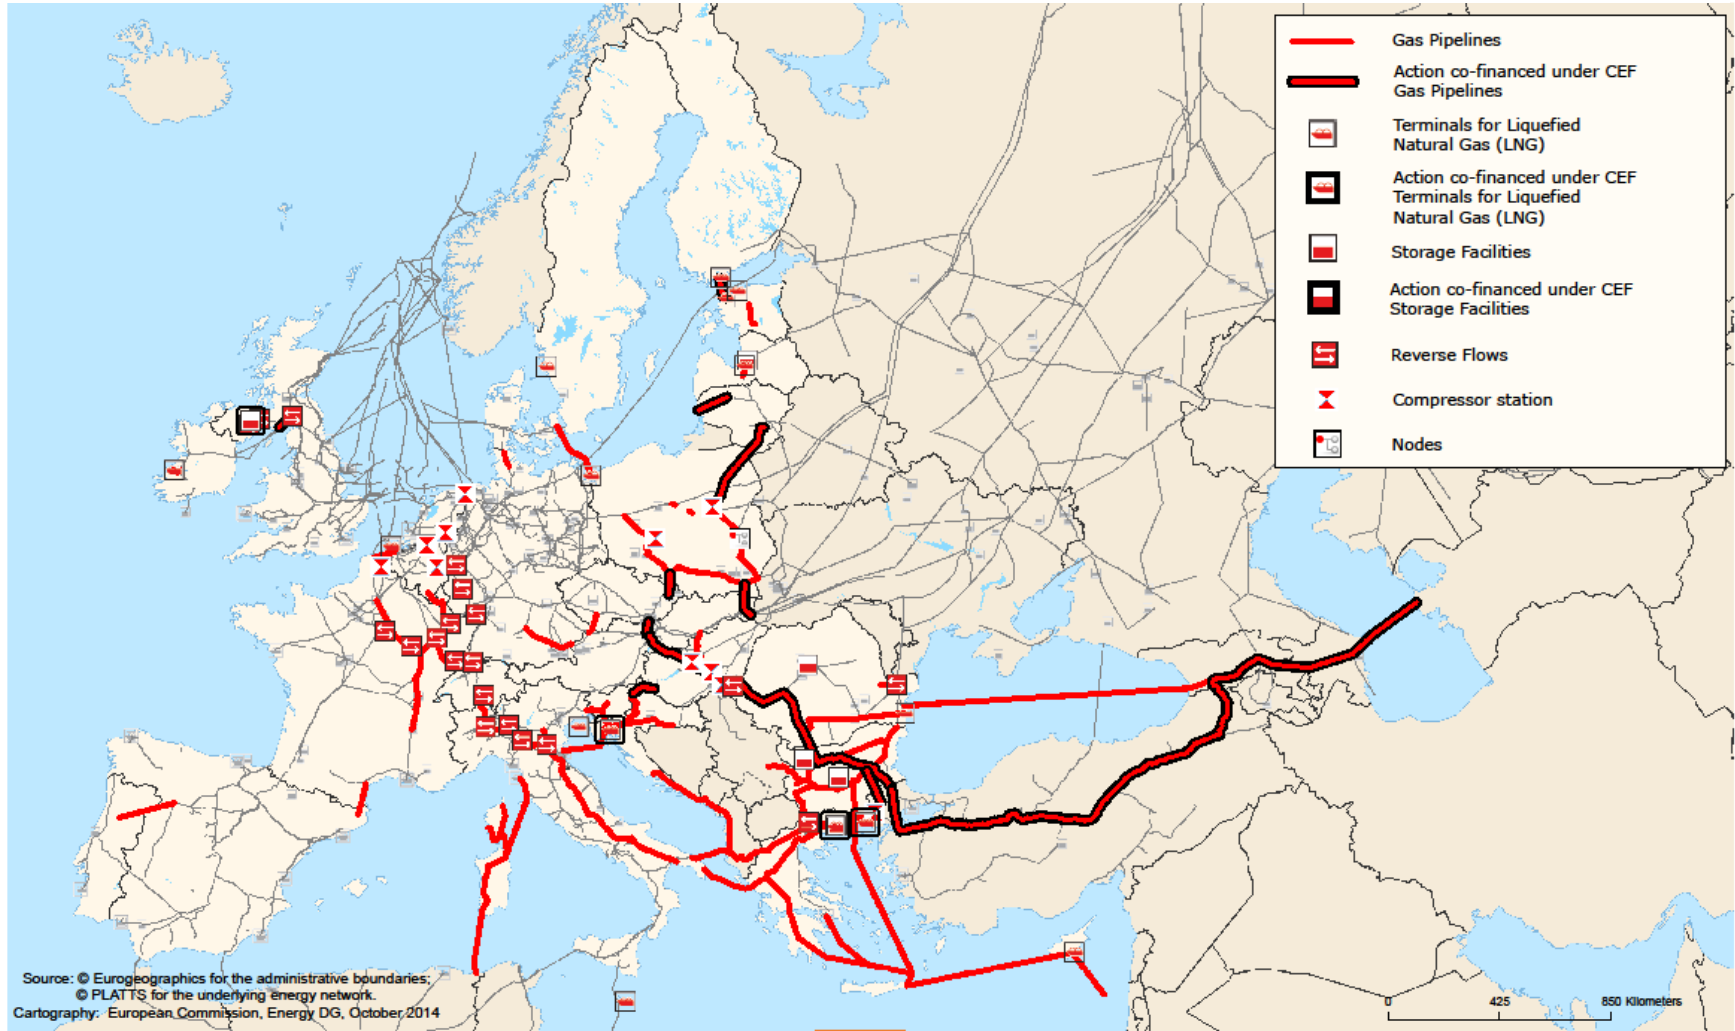 Gas Pipelines
Action co-financed under CEF
Gas Pipelines
Terminals for Liquefied
Natural Gas (LNG)
Action co-financed under CEF
Terminals for Liquefied
Natural Gas (LNG)
Storage Facilities
Action co-financed under CEF
Storage Facilities
Reverse Flows
Compressor station
Nodes
Source: © Eurogeographics for the administrative boundaries;
© PLATTS for the underlying energy network.
Cartography: European Commission, Energy DG, October 2014
0 425 850 Kilometers